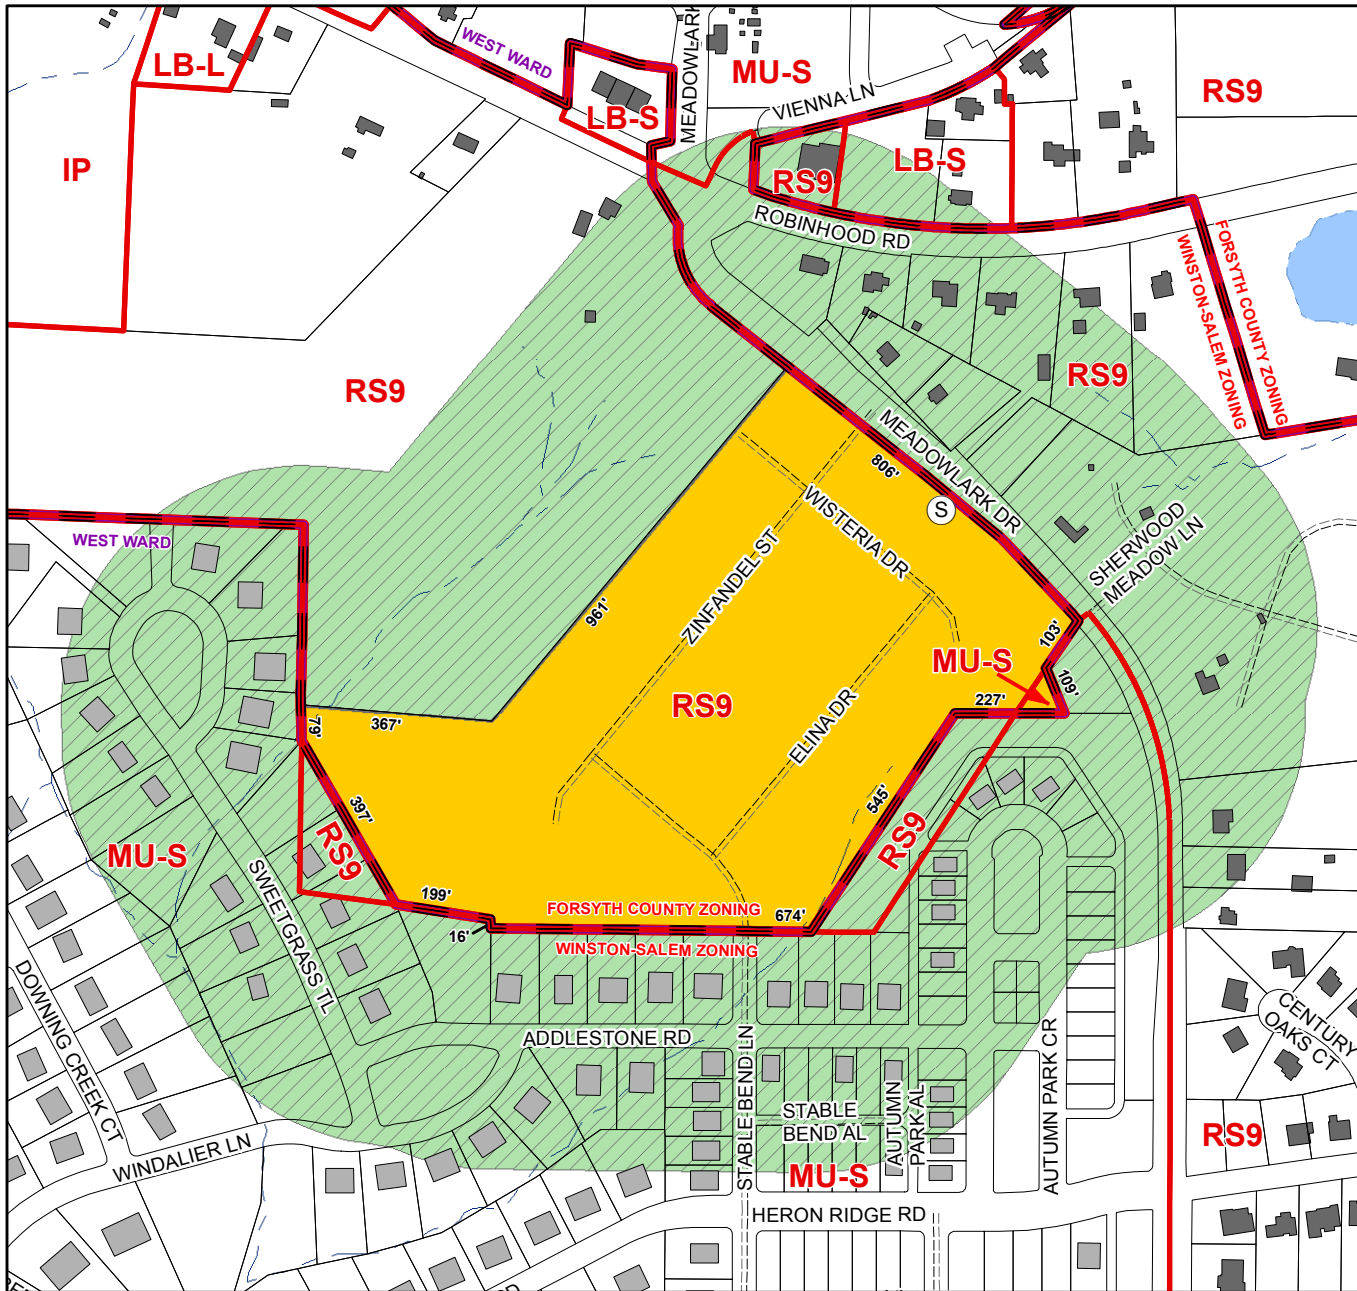 WEST WARD
LB-L
MEADOWLARK
MU-S
VIENNA LN
RS9
LB-S
LB-S
IP
RS9
ROBINHOOD RD
FORSYTH COUNTY ZONING
WINSTON-SALEM ZONING
RS9
RS9
MEADOWLARK DR
806'
WISTERIA DR
S
WEST WARD
ZINFANDEL ST
SHERWOOD
MEADOW LN
961'
103'
MU-S
109'
RS9
227'
367'
79'
ELINA DR
397'
545'
RS9
RS9
MU-S
SWEETGRASS TL
199'
FORSYTH COUNTY ZONING
674'
16'
WINSTON-SALEM ZONING
DOWNING CREEK CT
CENTURY
OAKS CT
ADDLESTONE RD
STABLE BEND LN
AUTUMN PARK CR
STABLE
BEND AL
AUTUMN
PARK AL
WINDALIER LN
RS9
MU-S
HERON RIDGE RD